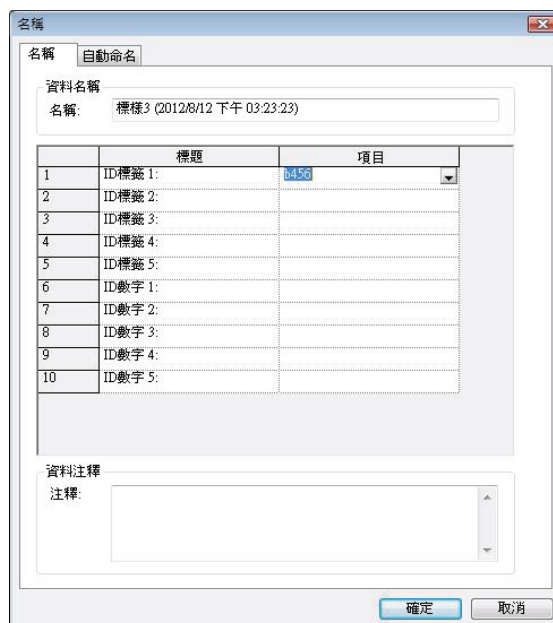 名稱
名稱 自動命名
資料名稱
名稱: 標樣3 (2012/8/12 下午 03:23:23)
標題 項目
1 ID標籤 1: b456
2 ID標籤 2:
3 ID標籤 3:
4 ID標籤 4:
5 ID標籤 5:
6 ID數字 1:
7 ID數字 2:
8 ID數字 3:
9 ID數字 4:
10 ID數字 5:
資料注釋
注釋:
確定 取消